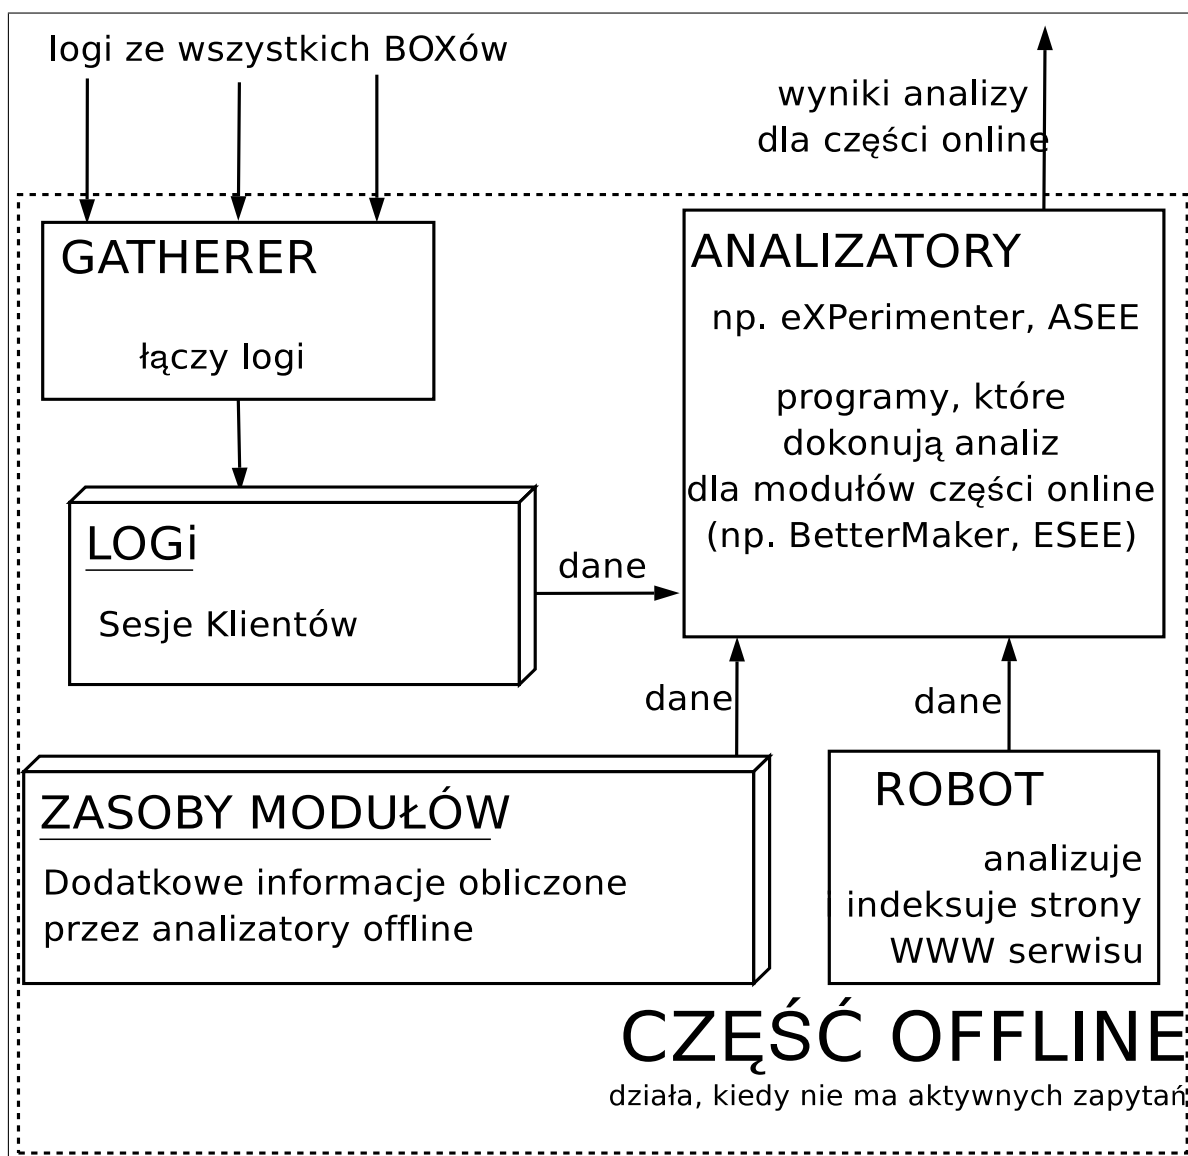 logi ze wszystkich BOXów
wyniki analizy
dla części online
GATHERER
łączy logi
ANALIZATORY
np. eXPerimenter, ASEE
programy, które
dokonują analiz
dla modułów części online
(np. BetterMaker, ESEE)
LOGi
Sesje Klientów
dane
dane
dane
ZASOBY MODUŁÓW
Dodatkowe informacje obliczone
przez analizatory offline
ROBOT
analizuje
i indeksuje strony
WWW serwisu
CZĘŚĆ OFFLINE
działa, kiedy nie ma aktywnych zapytań